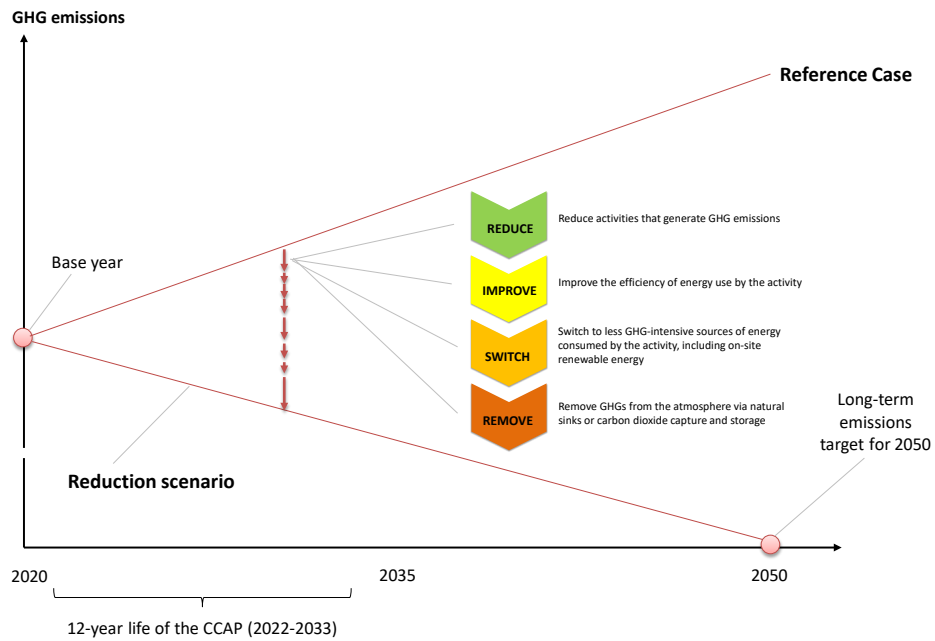 GHG emissions
Reference Case
REDUCE
Reduce activities that generate GHG emissions
Base year
IMPROVE
Improve the efficiency of energy use by the activity
SWITCH
Switch to less GHG-intensive sources of energy
consumed by the activity, including on-site
renewable energy
REMOVE
Remove GHGs from the atmosphere via natural
sinks or carbon dioxide capture and storage
Long-term
emissions
target for 2050
Reduction scenario
2020
2035
2050
12-year life of the CCAP (2022-2033)